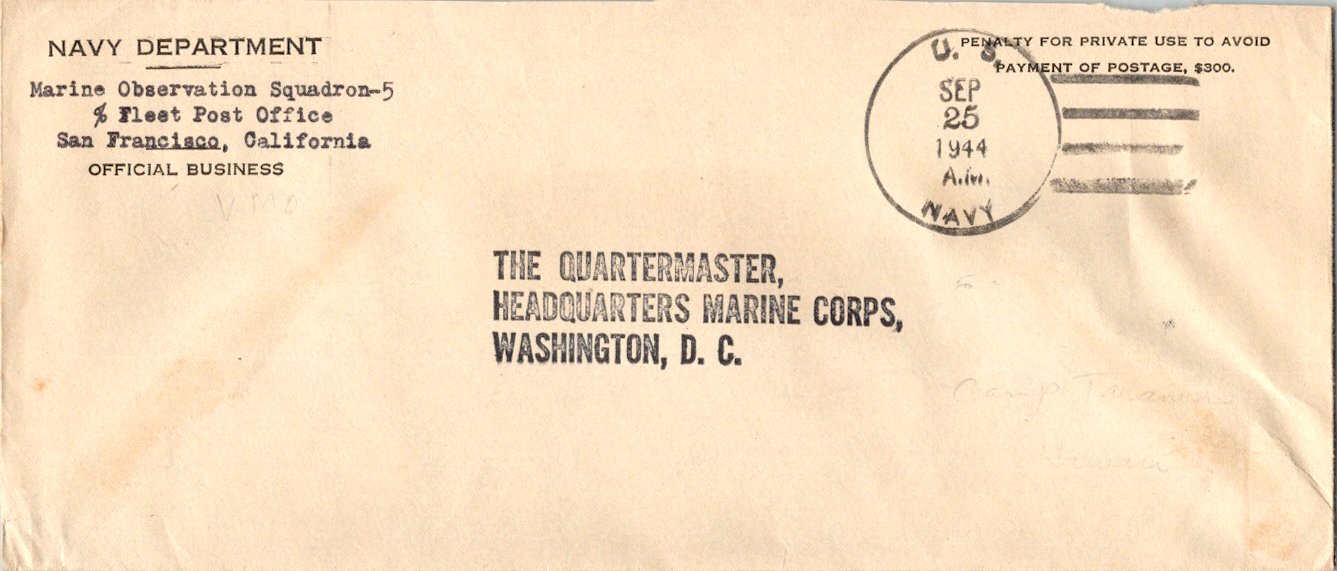 NAVY DEPARTMENT
Marine Observation Squadron-5
% Fleet Post Office
San Francisco, California
OFFICIAL BUSINESS
V M O
PENALTY FOR PRIVATE USE TO AVOID
PAYMENT OF POSTAGE, $300.
U. S.
SEP
25
1944
A.M.
NAVY
THE QUARTERMASTER,
HEADQUARTERS MARINE CORPS,
WASHINGTON, D. C.
Camp